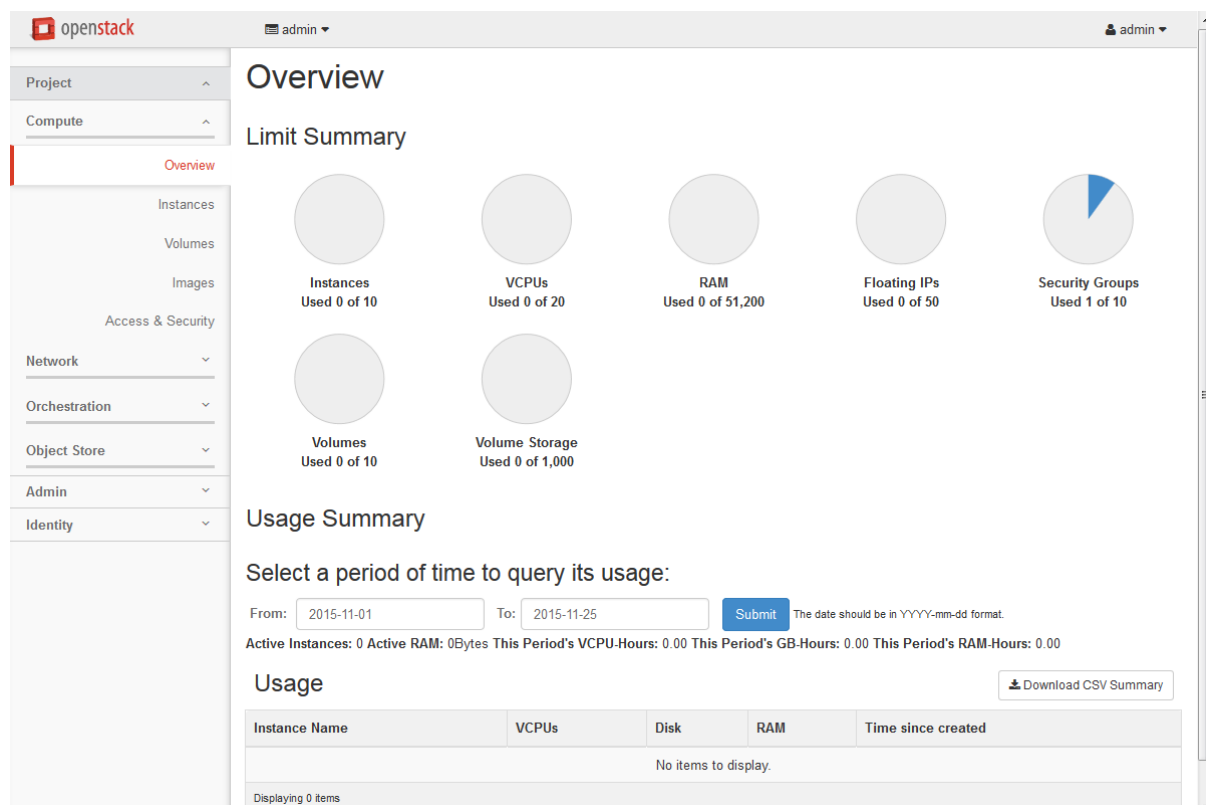 openstack
admin
admin
Project
Compute
Overview
Instances
Volumes
Images
Access & Security
Network
Orchestration
Object Store
Admin
Identity
Overview
Limit Summary
Instances
Used 0 of 10
VCPUs
Used 0 of 20
RAM
Used 0 of 51,200
Floating IPs
Used 0 of 50
Security Groups
Used 1 of 10
Volumes
Used 0 of 10
Volume Storage
Used 0 of 1,000
Usage Summary
Select a period of time to query its usage:
From: 2015-11-01 To: 2015-11-25 Submit The date should be in YYYY-mm-dd format.
Active Instances: 0 Active RAM: 0Bytes This Period's VCPU-Hours: 0.00 This Period's GB-Hours: 0.00 This Period's RAM-Hours: 0.00
Usage
Download CSV Summary
Instance Name VCPUs Disk RAM Time since created
No items to display.
Displaying 0 items